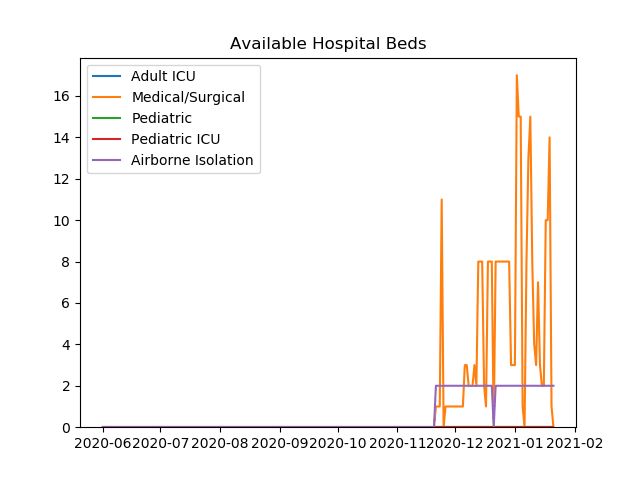 Available Hospital Beds
Adult ICU
Medical/Surgical
Pediatric
Pediatric ICU
Airborne Isolation
16
14
12
10
8
6
4
2
0
2020-06 2020-07 2020-08 2020-09 2020-10 2020-11 2020-12 2021-01 2021-02